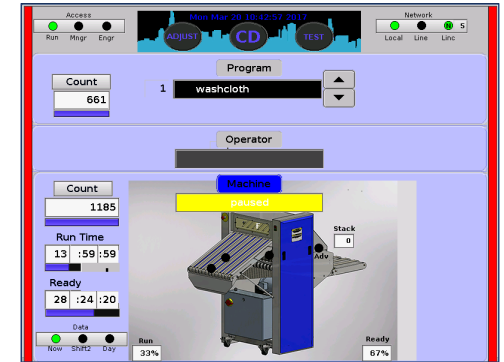 Access
Run Mngr Engr
Mon Mar 20 10:42:03 2017
ADJUST CD TEST
Network
N 5
Local Line Linc
Program
Count
661
1 washcloth
Operator
Machine
paused
Count
1185
Run Time
13 :59 :59
Ready
28 :24 :20
Data
Now Shift2 Day
Stack
0
Adv
Run
33%
Ready
67%